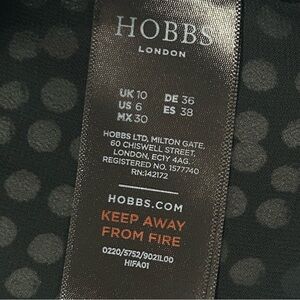 HOBBS
LONDON
UK 10 DE 36
US 6 ES 38
MX 30
HOBBS LTD, MILTON GATE,
60 CHISWELL STREET,
LONDON, EC1Y 4AG.
REGISTERED NO. 1577740
RN:142172
HOBBS.COM
KEEP AWAY
FROM FIRE
0220/5752/9021L00
HIFA01